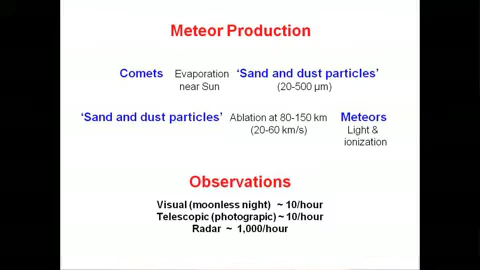 Meteor Production
Comets Evaporation near Sun ‘Sand and dust particles’ (20-500 µm)
‘Sand and dust particles’ Ablation at 80-150 km (20-60 km/s) Meteors Light & ionization
Observations
Visual (moonless night) ~ 10/hour
Telescopic (photograpic) ~ 10/hour
Radar ~ 1,000/hour